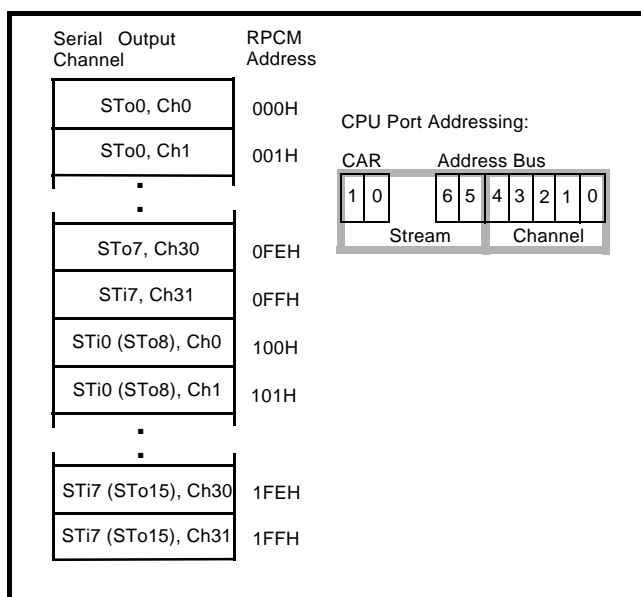 Serial Output
Channel
RPCM
Address
STo0, Ch0
000H
STo0, Ch1
001H
STo7, Ch30
0FEH
STi7, Ch31
0FFH
STi0 (STo8), Ch0
100H
STi0 (STo8), Ch1
101H
STi7 (STo15), Ch30
1FEH
STi7 (STo15), Ch31
1FFH
CPU Port Addressing:
CAR Address Bus
1 0 6 5 4 3 2 1 0
Stream Channel